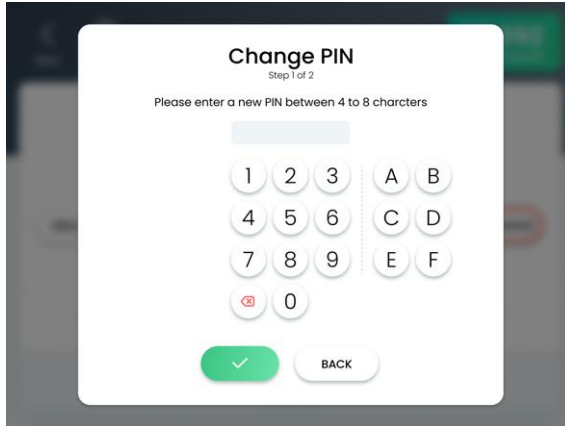 Change PIN
Step 1 of 2
Please enter a new PIN between 4 to 8 charcters
1 2 3 A B
4 5 6 C D
7 8 9 E F
0
BACK